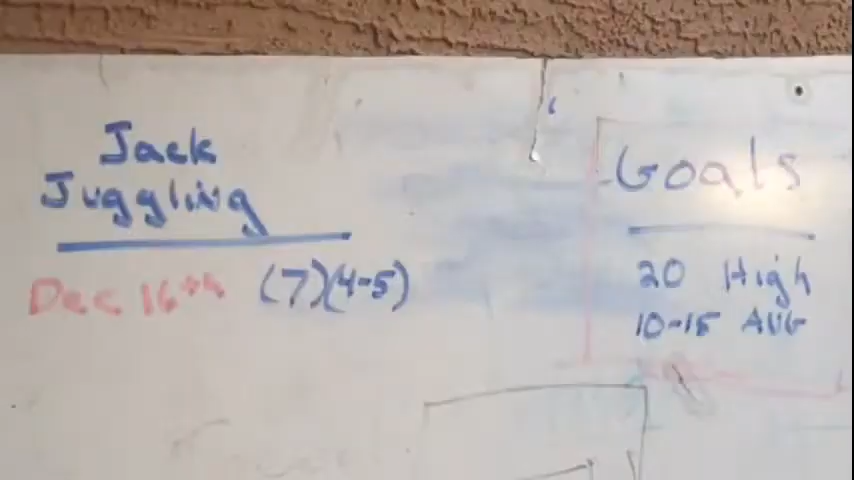 Jack
Juggling
Dec 16th (7)(4-5)
Goals
20 High
10-15 AVG